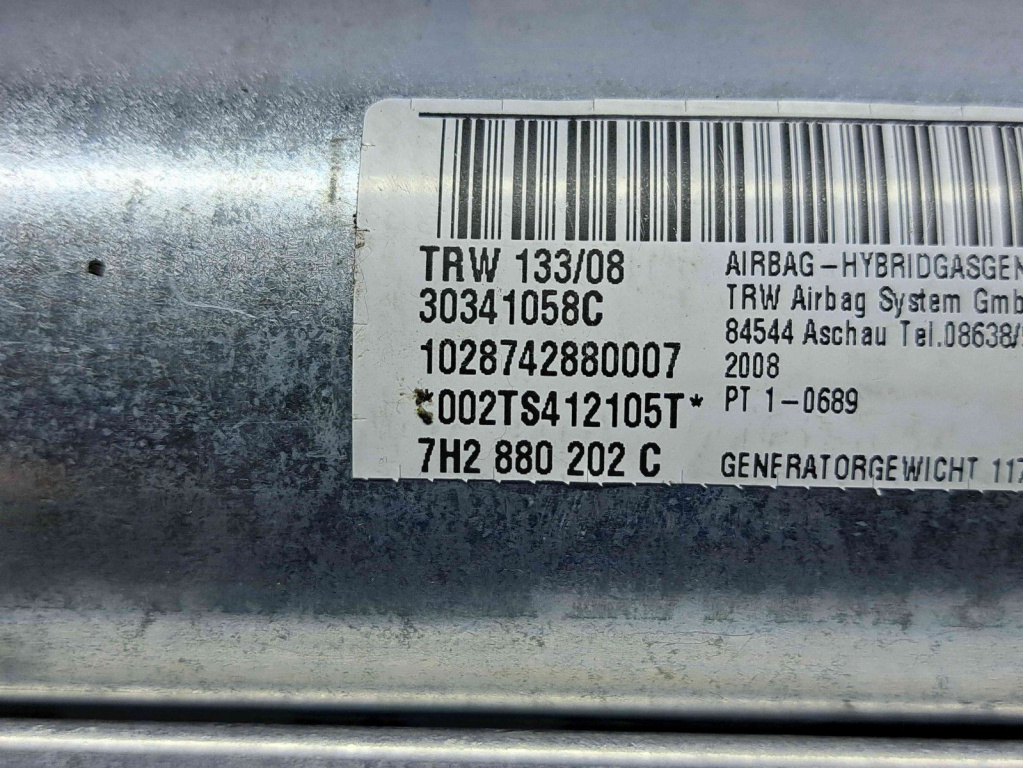 TRW 133/08
30341058C
1028742880007
*002TS412105T*
7H2 880 202 C
AIRBAG-HYBRIDGASGEN
TRW Airbag System Gmb
84544 Aschau Tel.08638/
2008
PT 1-0689
GENERATORGEWICHT 117